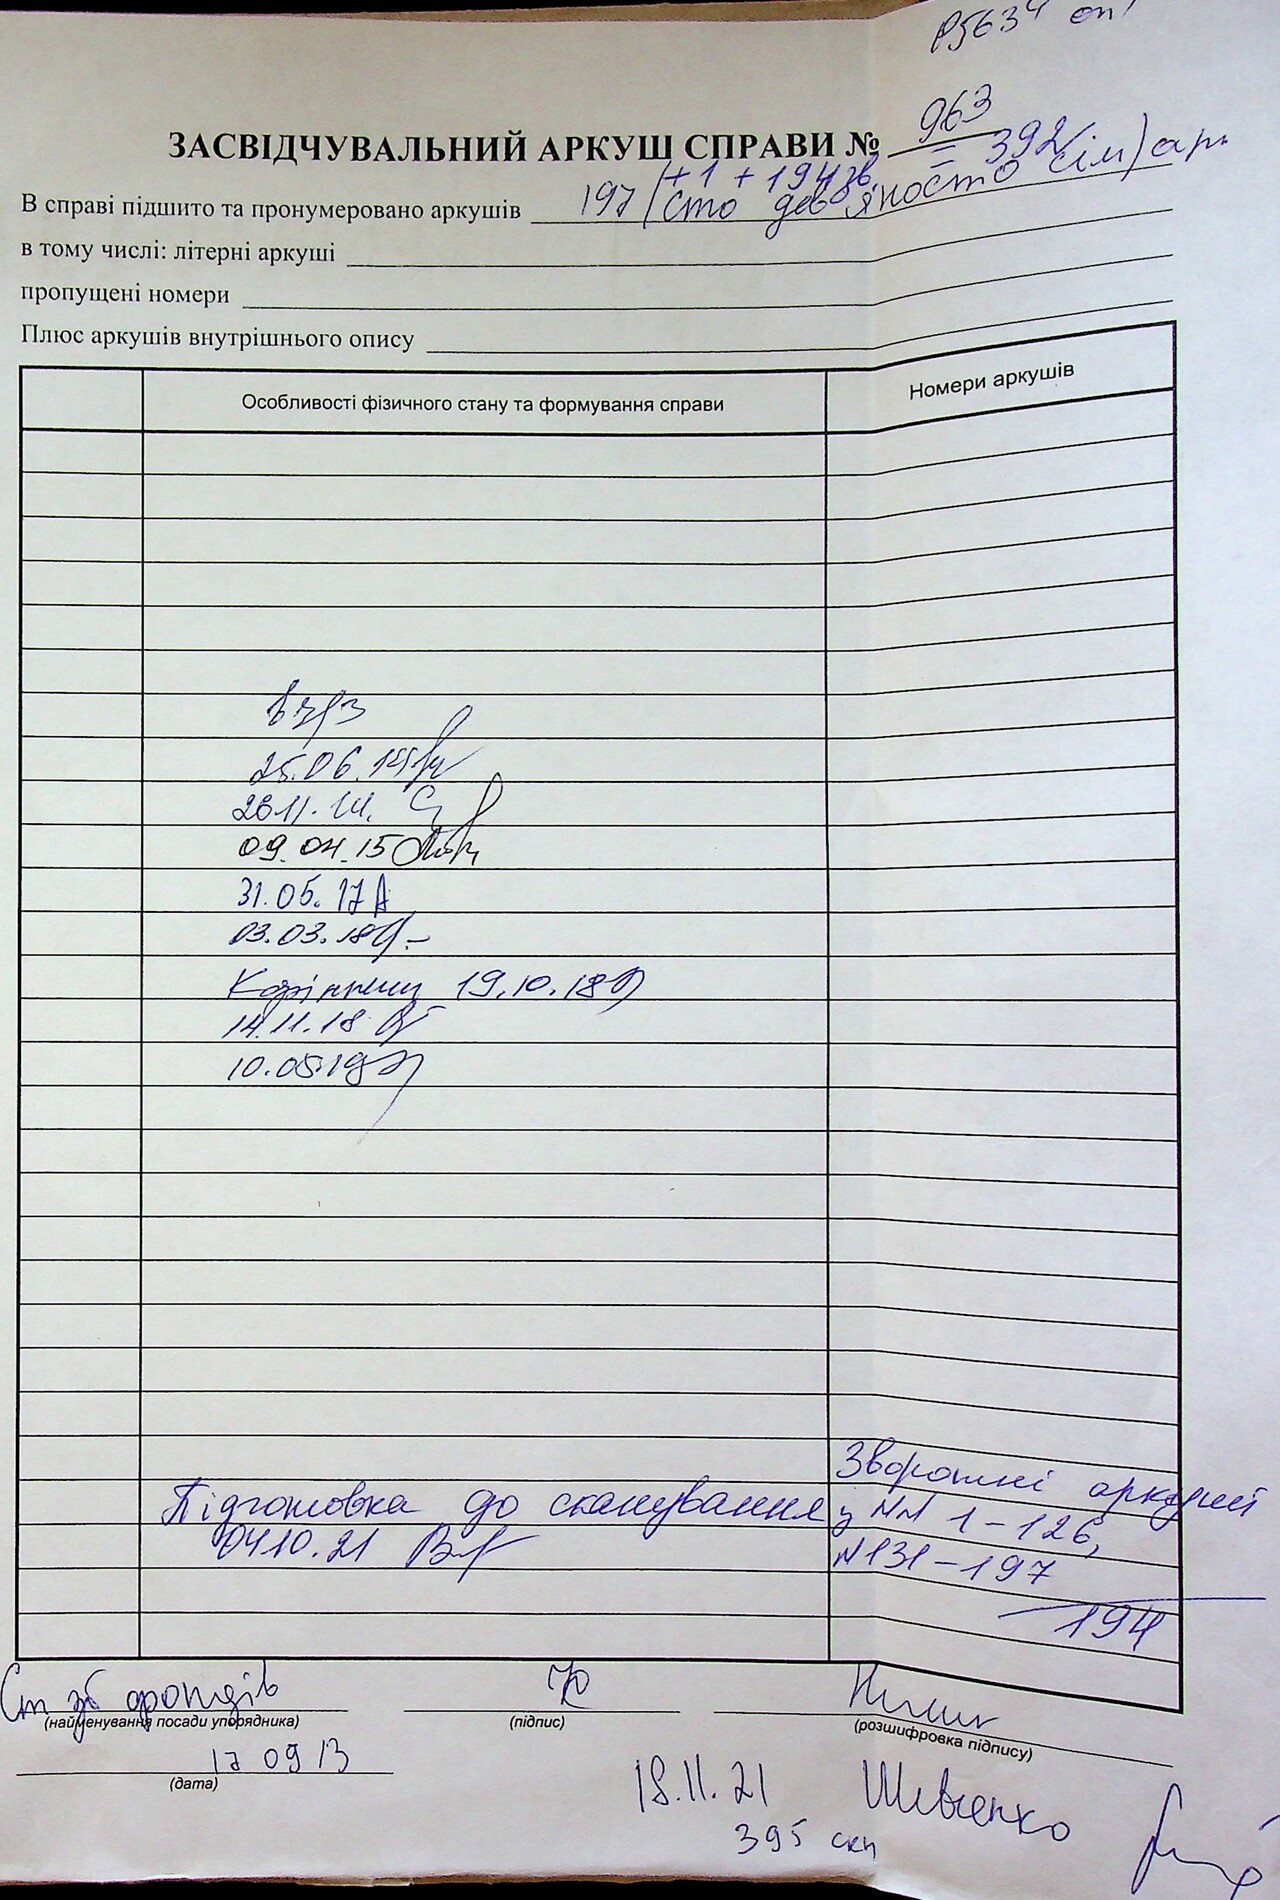 Р5634 оп1
ЗАСВІДЧУВАЛЬНИЙ АРКУШ СПРАВИ № 963
+ 1 + 194 зв. = 392
В справі підшито та пронумеровано аркушів 197 (сто дев'яносто сім) арк.
в тому числі: літерні аркуші
пропущені номери
Плюс аркушів внутрішнього опису
Особливості фізичного стану та формування справи Номери аркушів
25.06.14
26.11.14.
09.04.15
31.05.17
03.03.18
19.10.18
14.11.18
10.05.19
Зворотні аркуші
Підготовка до сканування у №№ 1-126,
04.10.21 №131-197
194
Ст зб фондів
(найменування посади упорядника) (підпис) (розшифровка підпису)
17 09 13
(дата)
18.11.21 Шевченко
395 скн